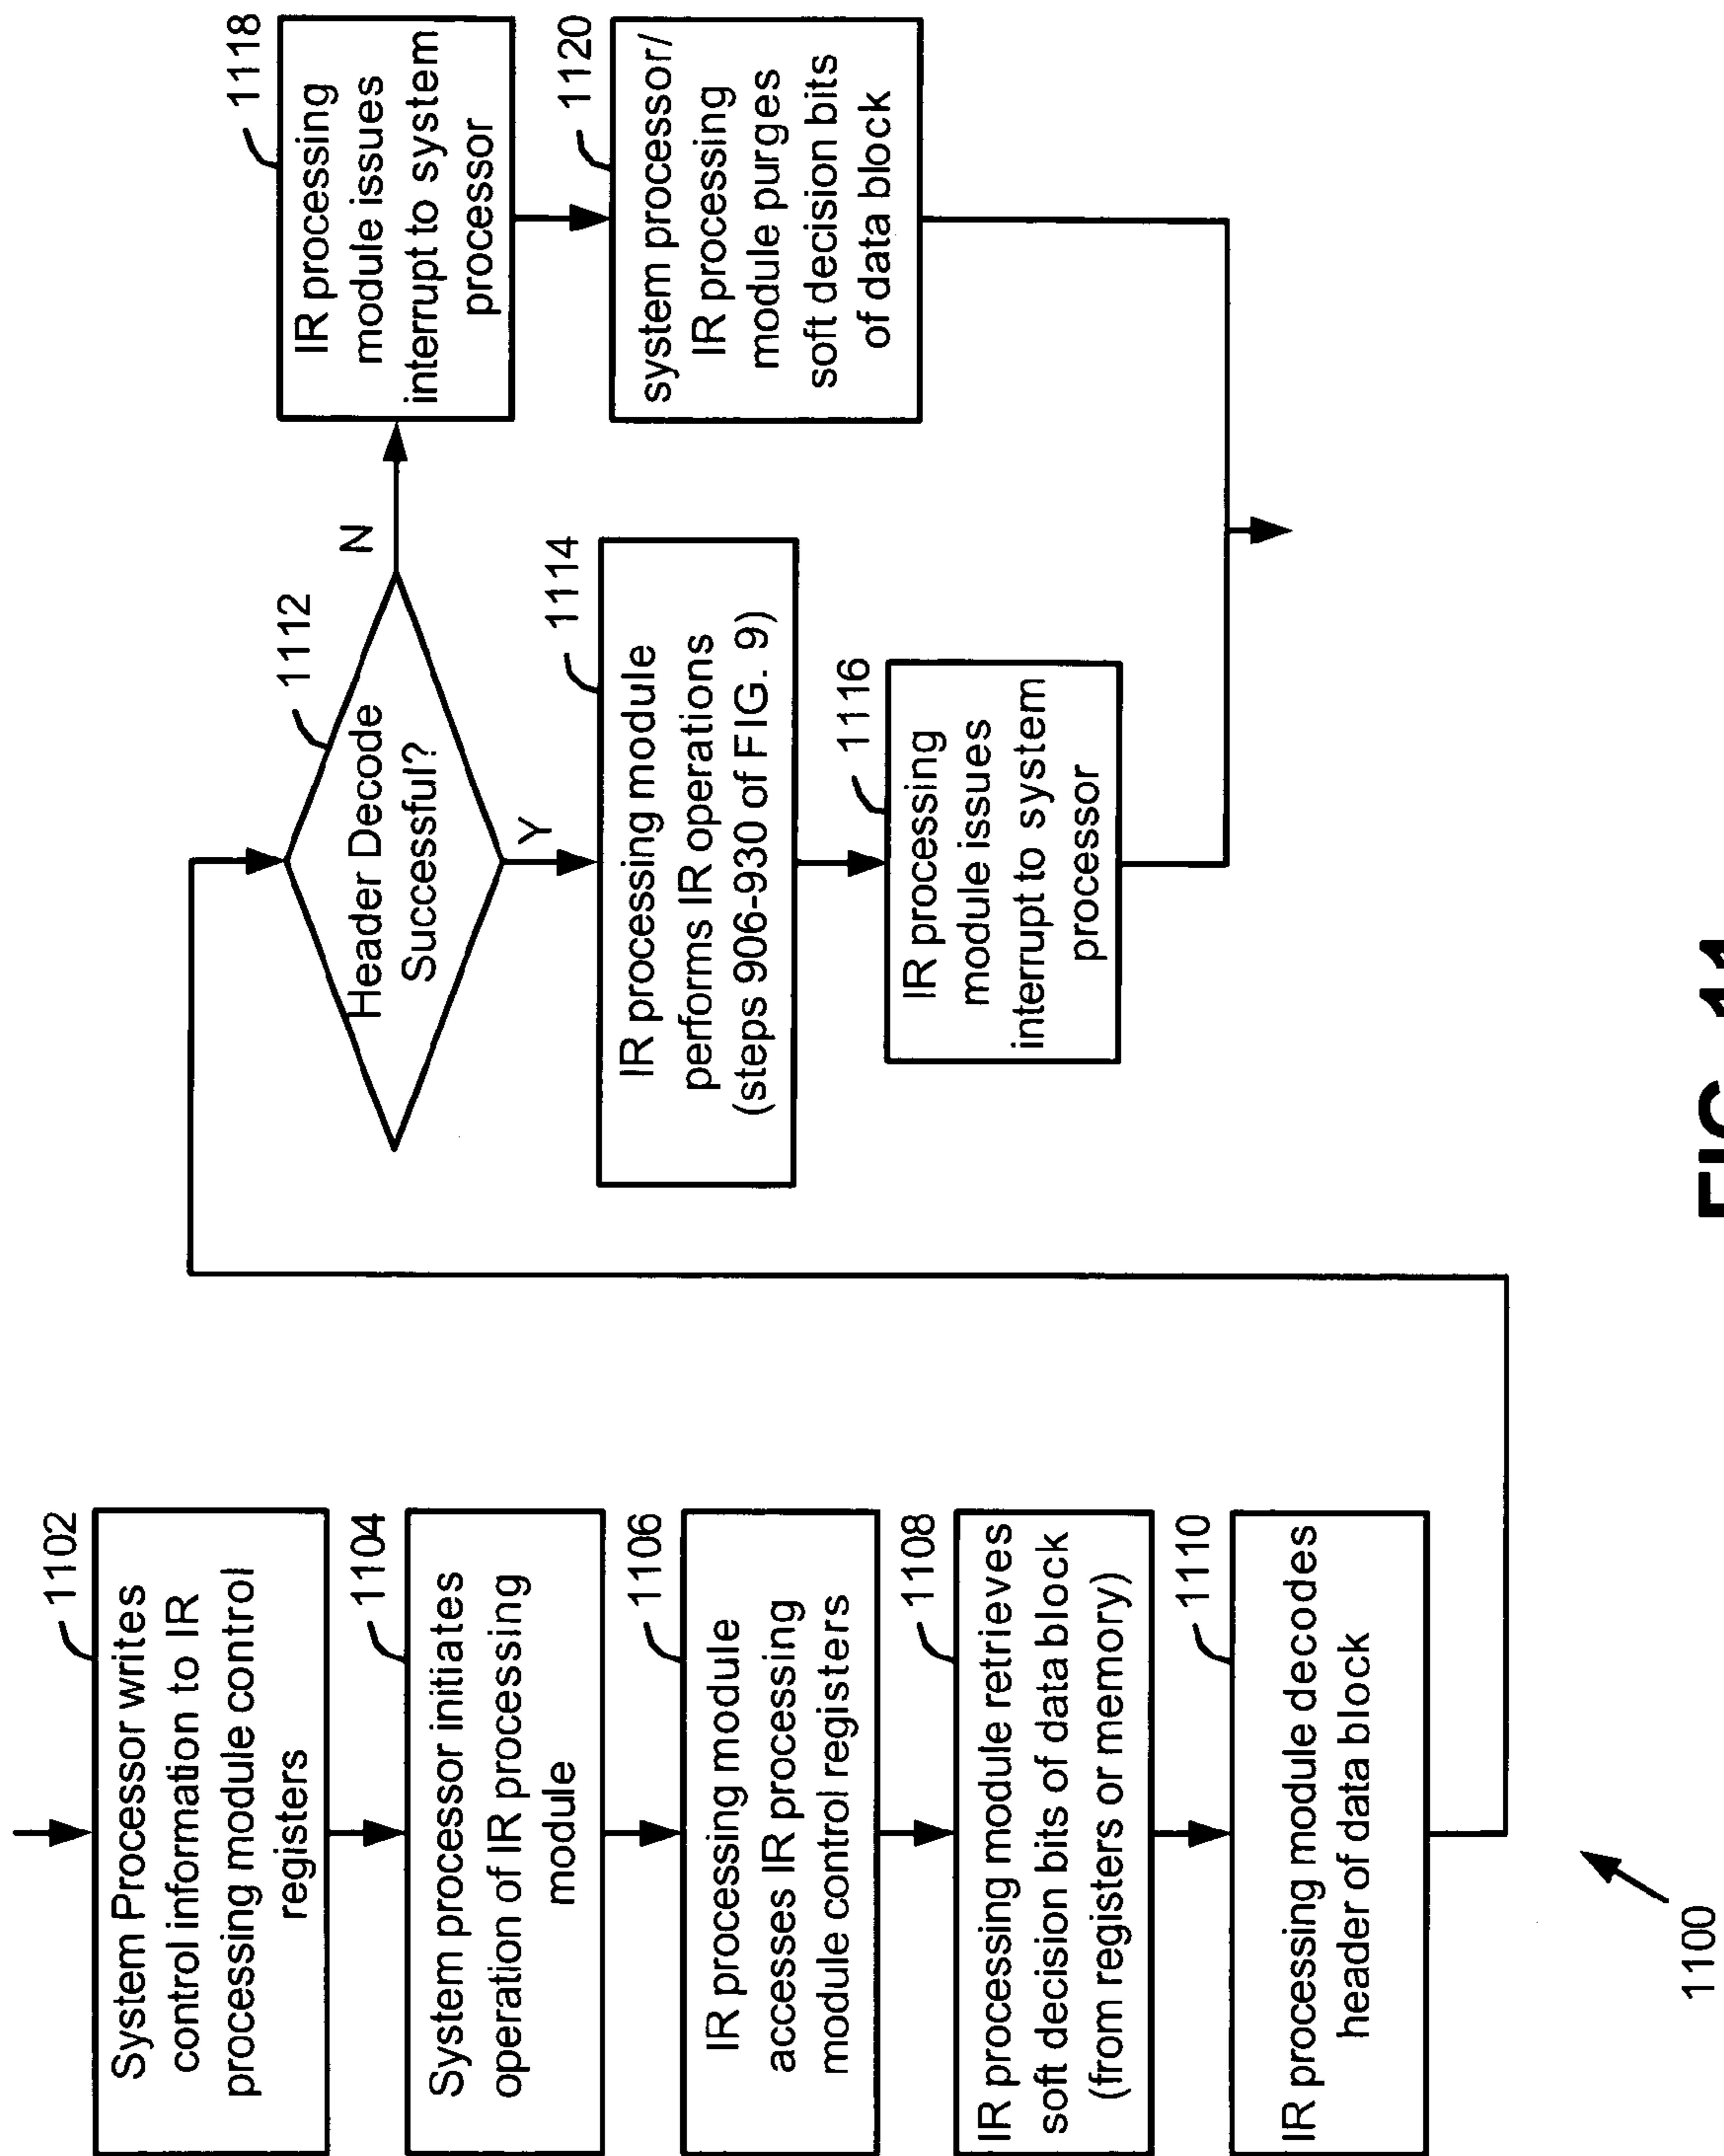 1102
System Processor writes
control information to IR
processing module control
registers
1104
System processor initiates
operation of IR processing
module
1106
IR processing module
accesses IR processing
module control registers
1108
IR processing module retrieves
soft decision bits of data block
(from registers or memory)
1110
IR processing module decodes
header of data block
1112
Header Decode
Successful?
N
Y
1114
IR processing module
performs IR operations
(steps 906-930 of FIG. 9)
1116
IR processing
module issues
interrupt to system
processor
1118
IR processing
module issues
interrupt to system
processor
1120
system processor/
IR processing
module purges
soft decision bits
of data block
1100
FIG. 11